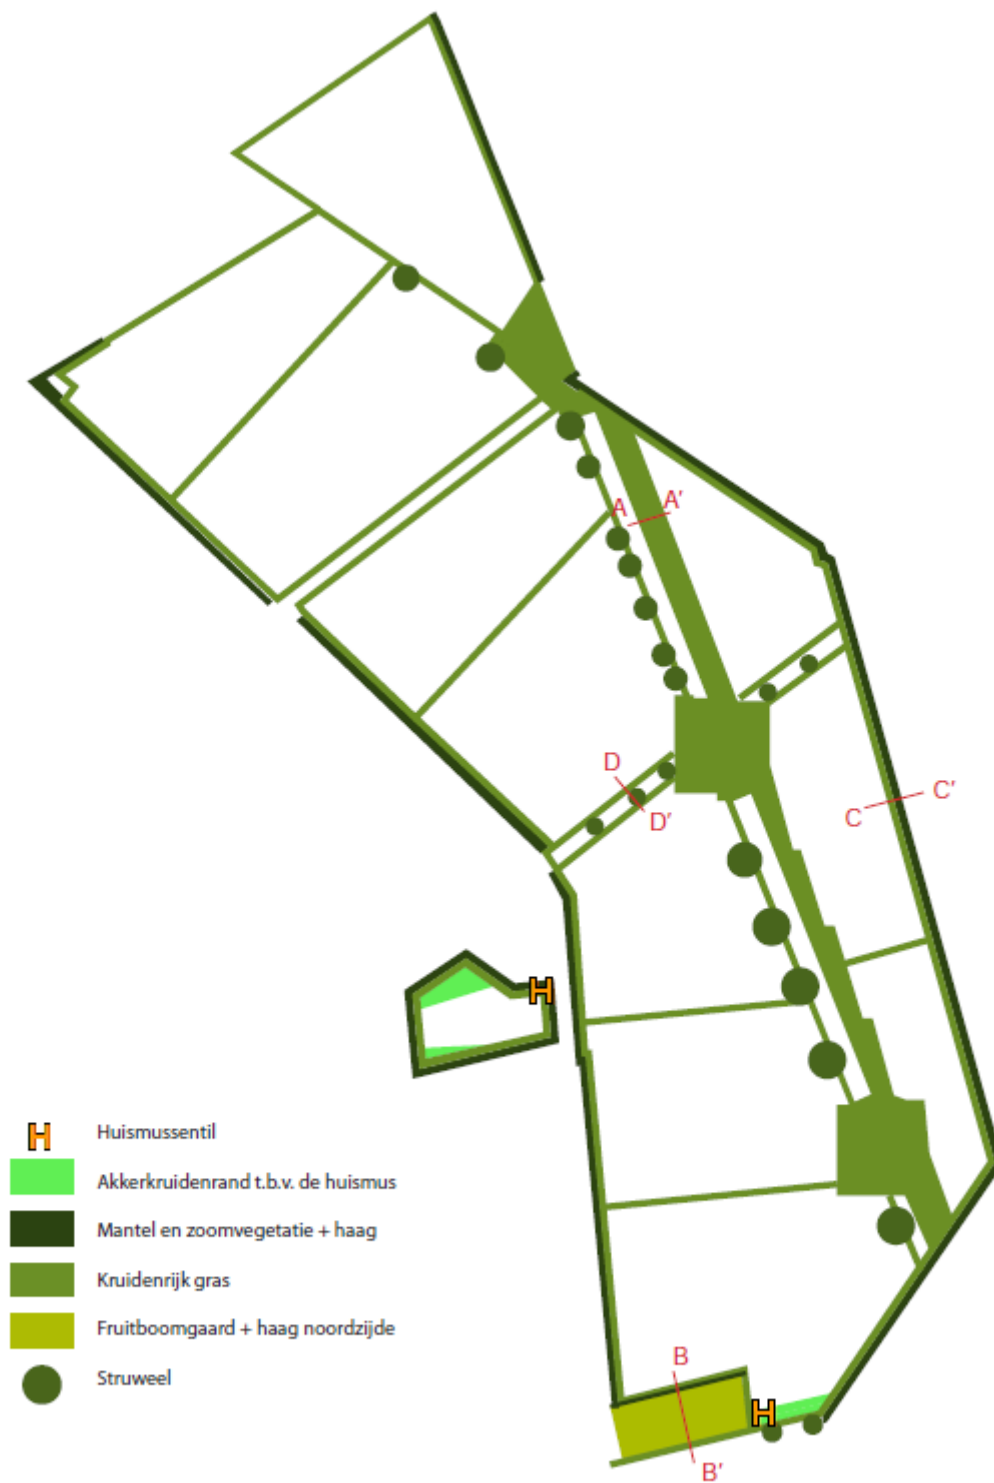 A A'
D
D'
C C'
H
H Huismussentil
Akkerkruidenrand t.b.v. de huismus
Mantel en zoomvegetatie + haag
Kruidenrijk gras
Fruitboomgaard + haag noordzijde
Struweel
B
H
B'